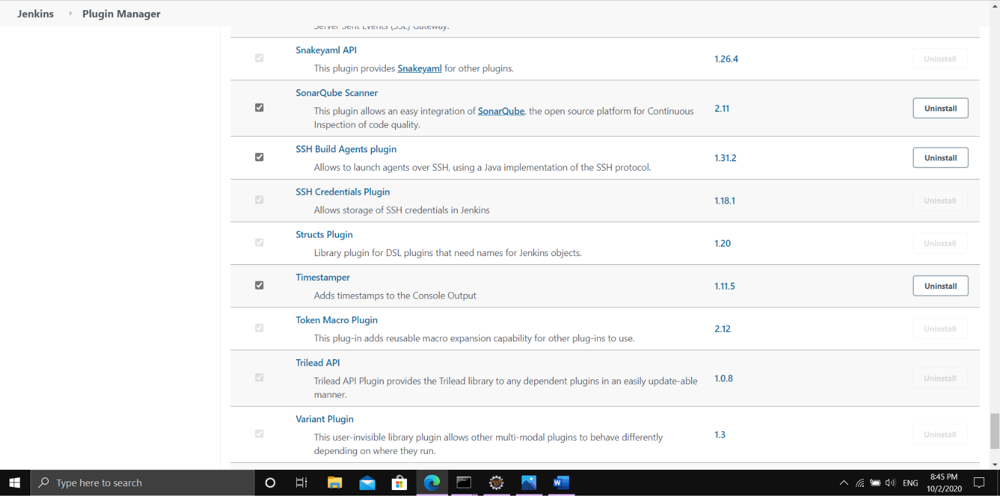 Jenkins Plugin Manager
Server Sent Events (SSE) Gateway.
Snakeyaml API
This plugin provides Snakeyaml for other plugins.
1.26.4
Uninstall
SonarQube Scanner
This plugin allows an easy integration of SonarQube, the open source platform for Continuous
Inspection of code quality.
2.11
Uninstall
SSH Build Agents plugin
Allows to launch agents over SSH, using a Java implementation of the SSH protocol.
1.31.2
Uninstall
SSH Credentials Plugin
Allows storage of SSH credentials in Jenkins
1.18.1
Uninstall
Structs Plugin
Library plugin for DSL plugins that need names for Jenkins objects.
1.20
Uninstall
Timestamper
Adds timestamps to the Console Output
1.11.5
Uninstall
Token Macro Plugin
This plug-in adds reusable macro expansion capability for other plug-ins to use.
2.12
Uninstall
Trilead API
Trilead API Plugin provides the Trilead library to any dependent plugins in an easily update-able
manner.
1.0.8
Uninstall
Variant Plugin
This user-invisible library plugin allows other multi-modal plugins to behave differently
depending on where they run.
1.3
Uninstall
Type here to search
W
ENG
8:45 PM
10/2/2020